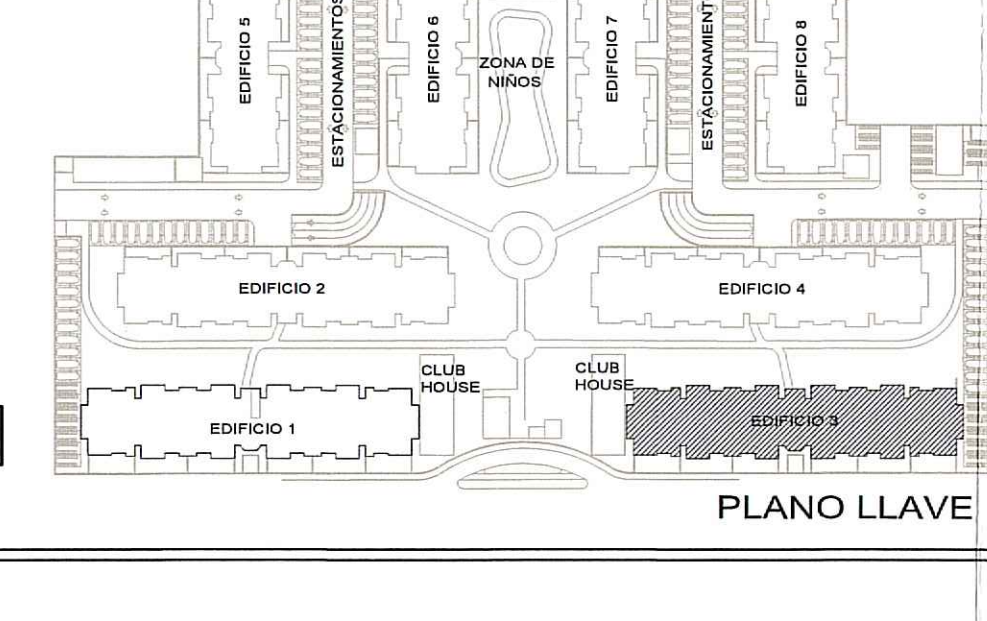 EDIFICIO 5
ESTACIONAMIENTOS
EDIFICIO 6
ZONA DE
NIÑOS
EDIFICIO 7
ESTACIONAMIENT
EDIFICIO 8
EDIFICIO 2
EDIFICIO 4
CLUB
HOUSE
CLUB
HOUSE
EDIFICIO 1
EDIFICIO 3
PLANO LLAVE